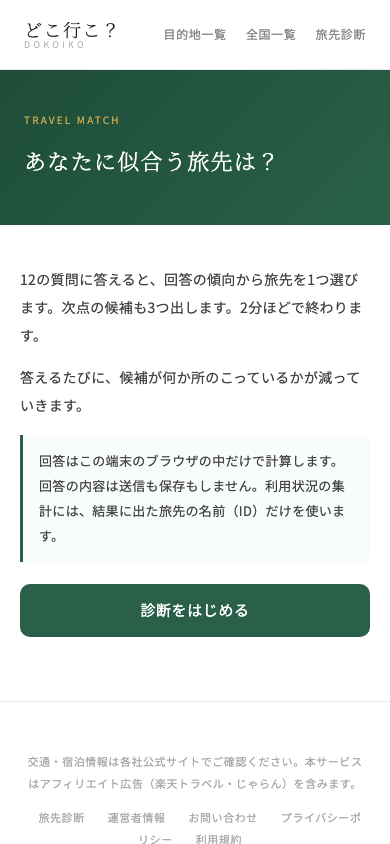 どこ行こ？
DOKOIKO
目的地一覧 全国一覧 旅先診断
TRAVEL MATCH
あなたに似合う旅先は？
12の質問に答えると、回答の傾向から旅先を1つ選び
ます。次点の候補も3つ出します。2分ほどで終わりま
す。
答えるたびに、候補が何か所のこっているかが減って
いきます。
回答はこの端末のブラウザの中だけで計算します。
回答の内容は送信も保存もしません。利用状況の集
計には、結果に出た旅先の名前（ID）だけを使いま
す。
診断をはじめる
交通・宿泊情報は各社公式サイトでご確認ください。本サービス
はアフィリエイト広告（楽天トラベル・じゃらん）を含みます。
旅先診断 運営者情報 お問い合わせ プライバシーポ
リシー 利用規約